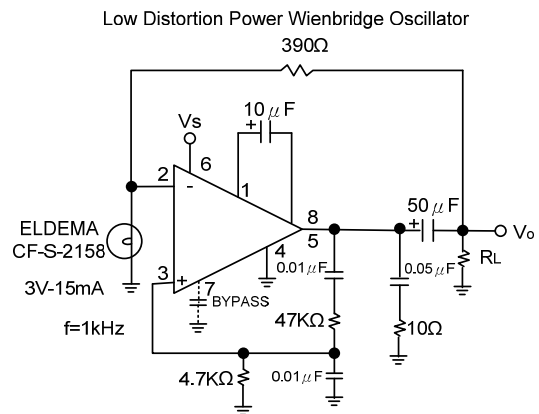 Low Distortion Power Wienbridge Oscillator
390Ω
10μF
+
Vs
6
2
-
1
50μF
+
8
5
Vo
ELDEMA
CF-S-2158
3V-15mA
f=1kHz
3
+
4
7
BYPASS
0.01μF
0.05μF
RL
47KΩ
10Ω
4.7KΩ
0.01μF